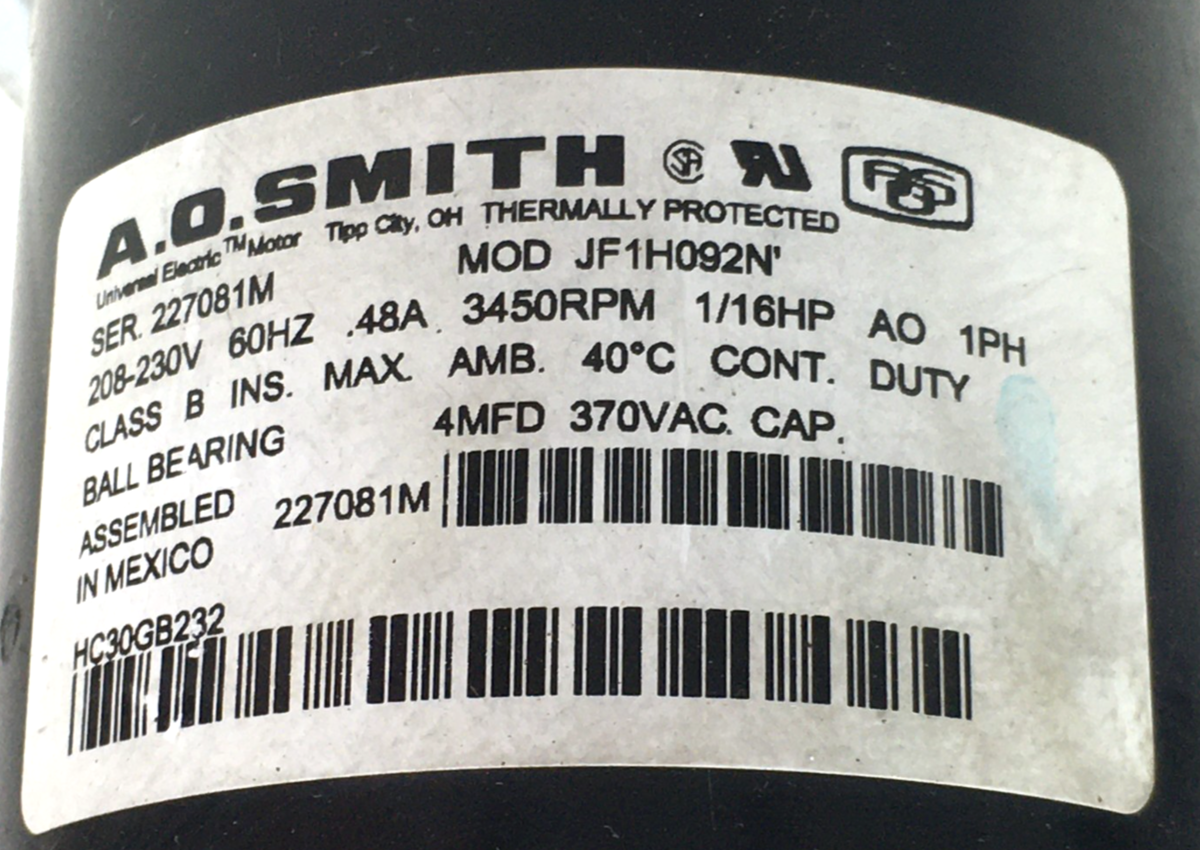 A.O.SMITH
Universal Electric™ Motor Tipp City, OH THERMALLY PROTECTED
SER. 227081M MOD JF1H092N'
208-230V 60HZ .48A 3450RPM 1/16HP AO 1PH
CLASS B INS. MAX. AMB. 40°C CONT. DUTY
BALL BEARING 4MFD 370VAC. CAP.
ASSEMBLED 227081M
IN MEXICO
HC30GB232